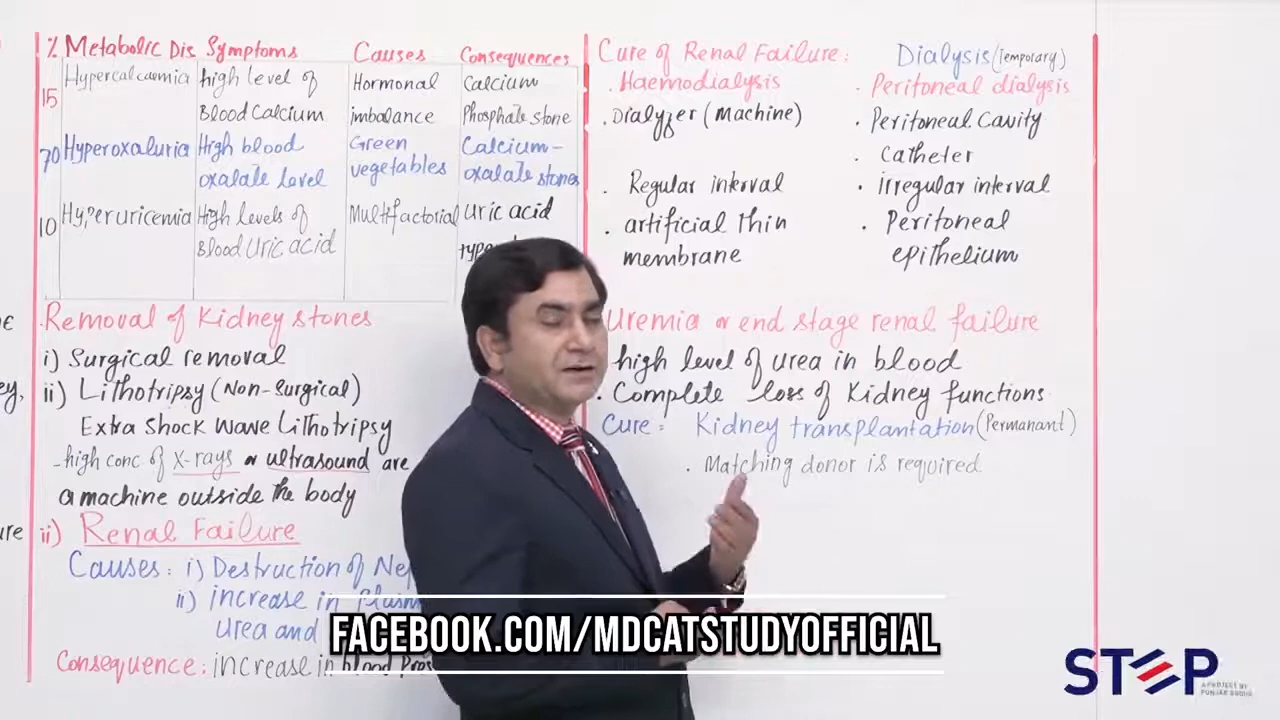 % Metabolic Dis Symptoms Causes Consequences
15 Hypercalcaemia high level of Blood Calcium Hormonal imbalance Calcium Phosphate stone
70 Hyperoxaluria High blood oxalate level Green vegetables Calcium-oxalate stones
10 Hyperuricemia High levels of Blood Uric acid Multifactorial Uric acid
Removal of Kidney stones
i) Surgical removal
ii) Lithotripsy (Non-Surgical)
Extra Shock Wave Lithotripsy
-high conc of X-rays or ultrasound are
a machine outside the body
ii) Renal Failure
Causes: i) Destruction of
ii) increase in
urea and
Consequence: increase in blood
Cure of Renal Failure: Dialysis (Temporary)
. Haemodialysis
. Dialyzer (Machine)
. Regular interval
. artificial thin
membrane
. Peritoneal dialysis
. Peritoneal Cavity
. Catheter
. irregular interval
. Peritoneal
epithelium
Uremia or end stage renal failure
high level of urea in blood
. Complete loss of Kidney functions.
Cure: Kidney transplantation (Permanant)
. Matching donor is required
FACEBOOK.COM/MDCATSTUDYOFFICIAL
STEP
A PROJECT BY
PUNJAB GROUP